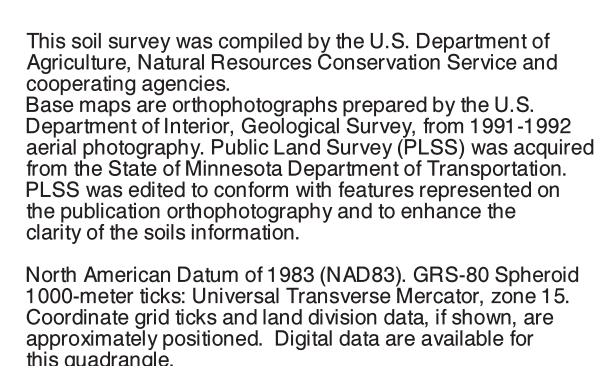 This soil survey was compiled by the U.S. Department of
Agriculture, Natural Resources Conservation Service and
cooperating agencies.
Base maps are orthophotographs prepared by the U.S.
Department of Interior, Geological Survey, from 1991-1992
aerial photography. Public Land Survey (PLSS) was acquired
from the State of Minnesota Department of Transportation.
PLSS was edited to conform with features represented on
the publication orthophotography and to enhance the
clarity of the soils information.

North American Datum of 1983 (NAD83). GRS-80 Spheroid
1000-meter ticks: Universal Transverse Mercator, zone 15.
Coordinate grid ticks and land division data, if shown, are
approximately positioned. Digital data are available for
this quadrangle.